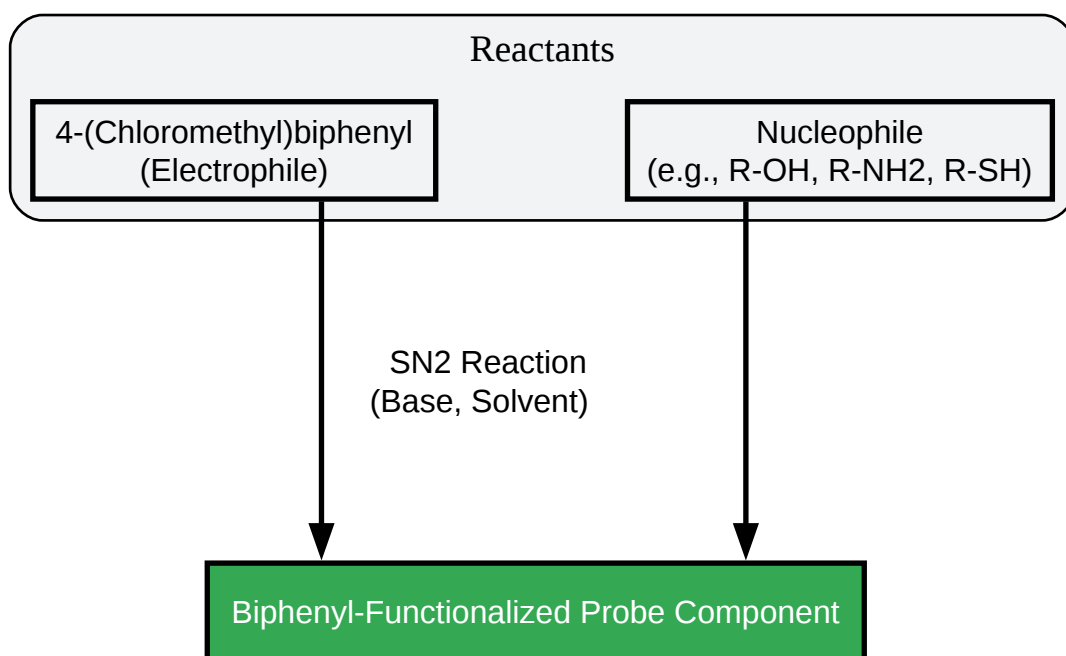 Reactants
4-(Chloromethyl)biphenyl
(Electrophile)
Nucleophile
(e.g., R-OH, R-NH2, R-SH)
SN2 Reaction
(Base, Solvent)
Biphenyl-Functionalized Probe Component